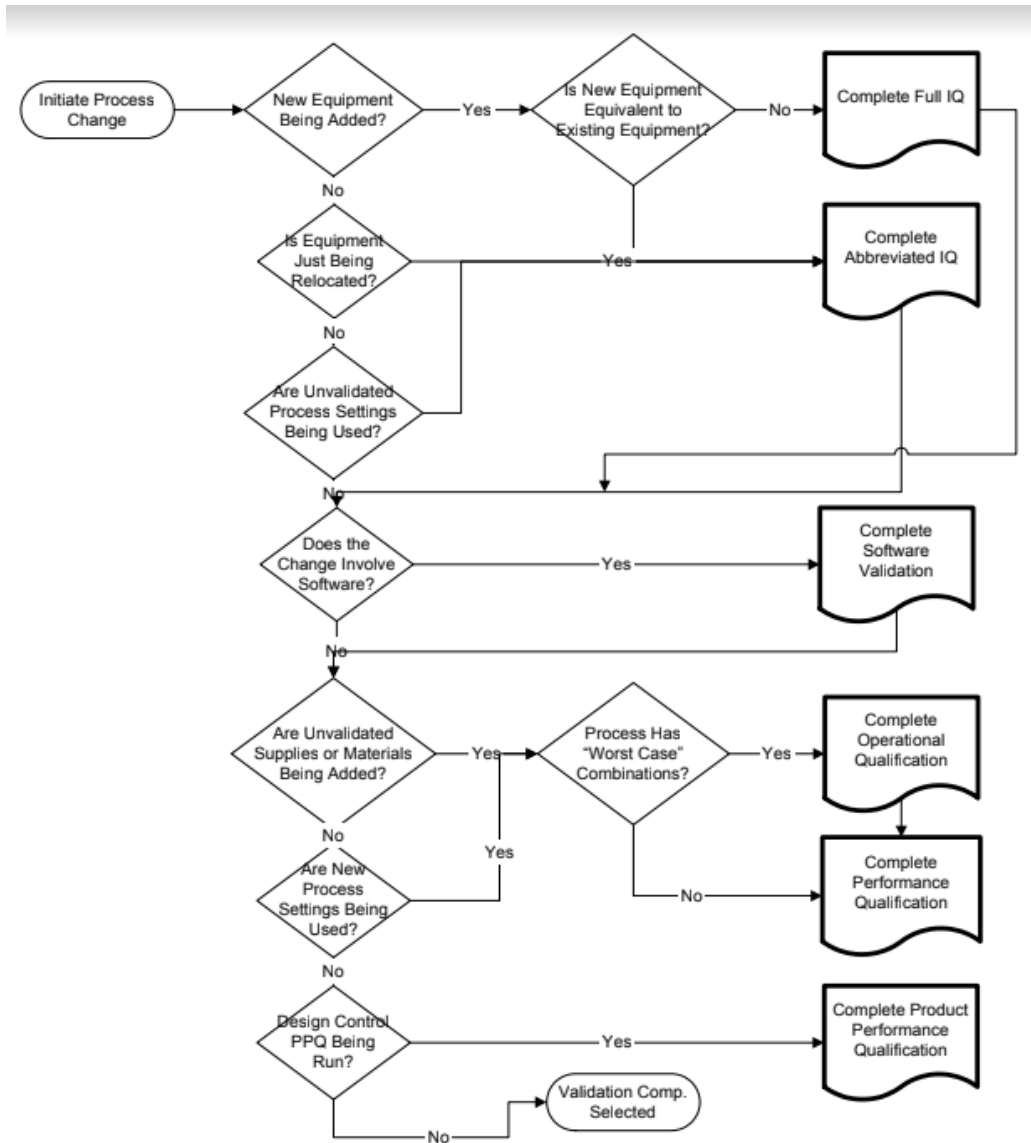 Initiate Process
Change
New Equipment
Being Added?
Yes
Is New Equipment
Equivalent to
Existing Equipment?
No
Complete Full IQ
No
Is Equipment
Just Being
Relocated?
Yes
Complete
Abbreviated IQ
No
Are Unvalidated
Process Settings
Being Used?
No
Does the
Change Involve
Software?
Yes
Complete
Software
Validation
No
Are Unvalidated
Supplies or Materials
Being Added?
Yes
Process Has
“Worst Case”
Combinations?
Yes
Complete
Operational
Qualification
No
Are New
Process
Settings Being
Used?
Yes
No
Complete
Performance
Qualification
No
Design Control
PPQ Being
Run?
Yes
Complete Product
Performance
Qualification
No
Validation Comp.
Selected